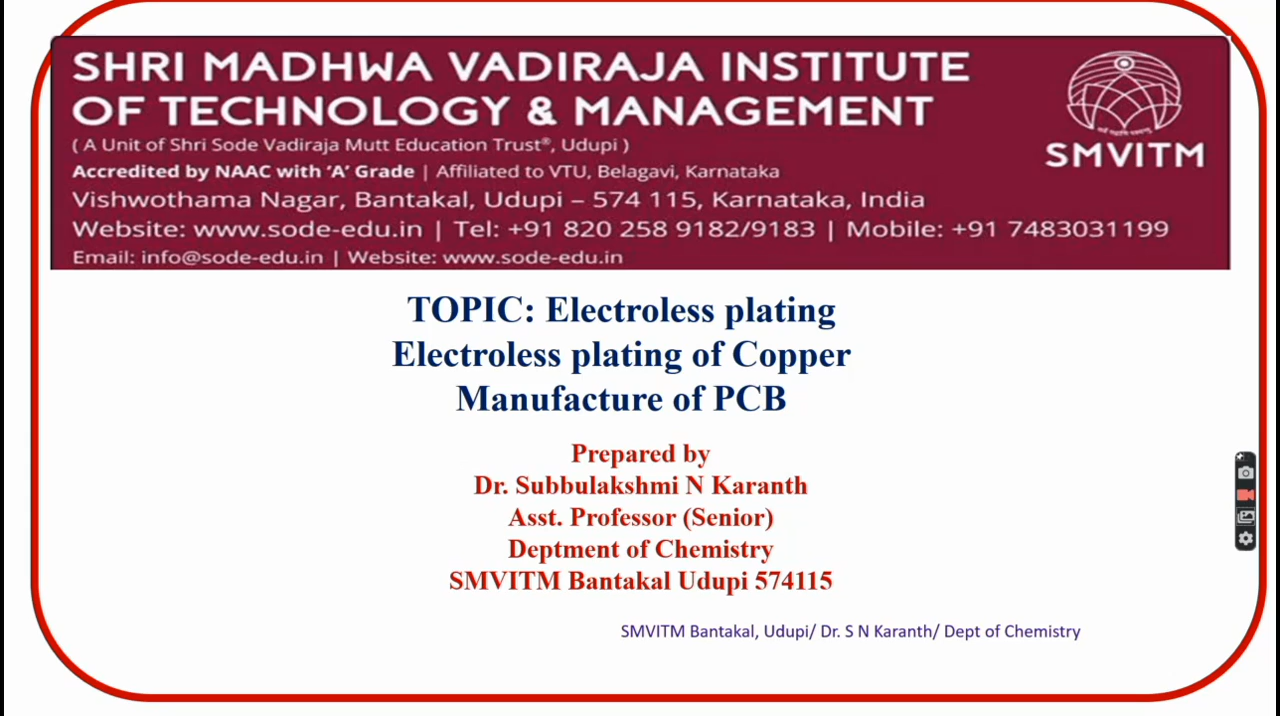 SHRI MADHWA VADIRAJA INSTITUTE
OF TECHNOLOGY & MANAGEMENT
( A Unit of Shri Sode Vadiraja Mutt Education Trust®, Udupi )
Accredited by NAAC with ‘A’ Grade | Affiliated to VTU, Belagavi, Karnataka
Vishwothama Nagar, Bantakal, Udupi – 574 115, Karnataka, India
Website: www.sode-edu.in | Tel: +91 820 258 9182/9183 | Mobile: +91 7483031199
Email: info@sode-edu.in | Website: www.sode-edu.in
SMVITM
TOPIC: Electroless plating
Electroless plating of Copper
Manufacture of PCB
Prepared by
Dr. Subbulakshmi N Karanth
Asst. Professor (Senior)
Deptment of Chemistry
SMVITM Bantakal Udupi 574115
SMVITM Bantakal, Udupi/ Dr. S N Karanth/ Dept of Chemistry